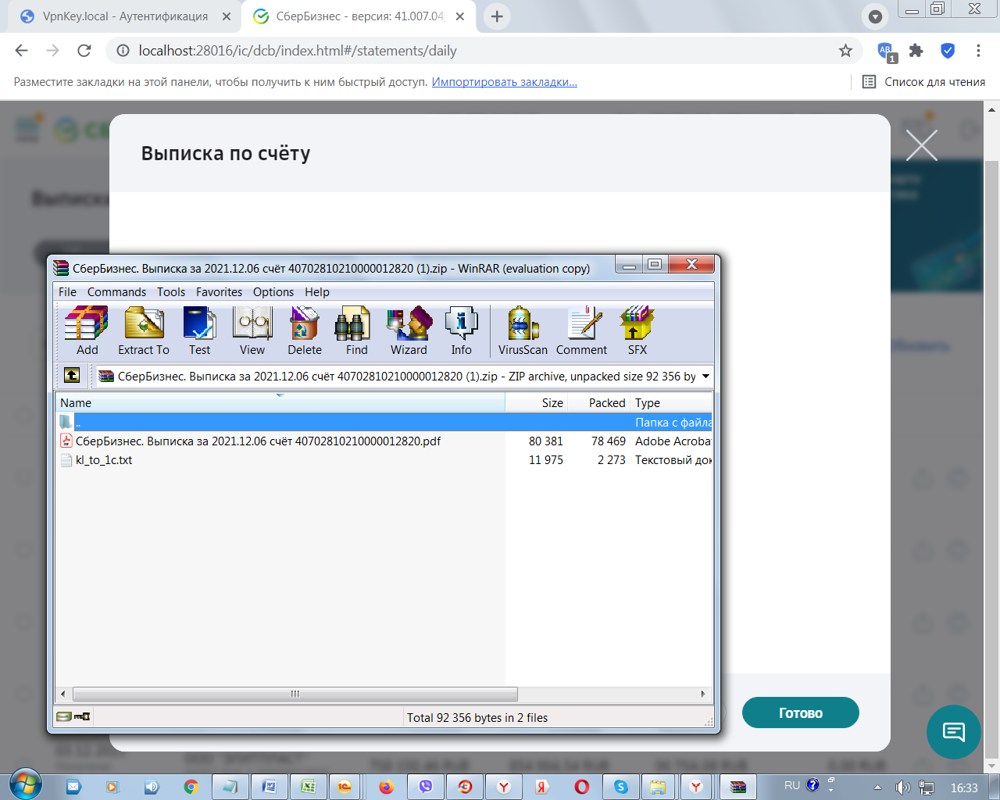 VpnKey.local - Аутентификация
СберБизнес - версия: 41.007.04
localhost:28016/ic/dcb/index.html#/statements/daily
AB
1
Разместите закладки на этой панели, чтобы получить к ним быстрый доступ. Импортировать закладки...
Список для чтения
Выписка по счёту
Выписки
СберБизнес. Выписка за 2021.12.06 счёт 40702810210000012820 (1).zip - WinRAR (evaluation copy)
File Commands Tools Favorites Options Help
Add Extract To Test View Delete Find Wizard Info VirusScan Comment SFX
СберБизнес. Выписка за 2021.12.06 счёт 40702810210000012820 (1).zip - ZIP archive, unpacked size 92 356 by
Name Size Packed Type
.. Папка с файла
СберБизнес. Выписка за 2021.12.06 счёт 40702810210000012820.pdf 80 381 78 469 Adobe Acroba
kl_to_1c.txt 11 975 2 273 Текстовый док
Total 92 356 bytes in 2 files
Готово
RU
16:33